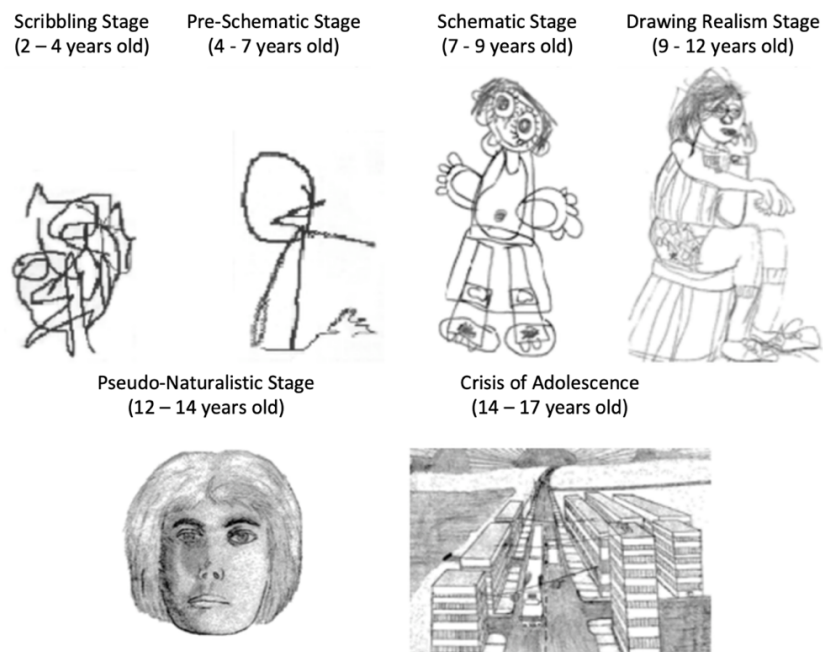 Scribbling Stage
(2 – 4 years old)
Pre-Schematic Stage
(4 - 7 years old)
Schematic Stage
(7 - 9 years old)
Drawing Realism Stage
(9 - 12 years old)
Pseudo-Naturalistic Stage
(12 – 14 years old)
Crisis of Adolescence
(14 – 17 years old)